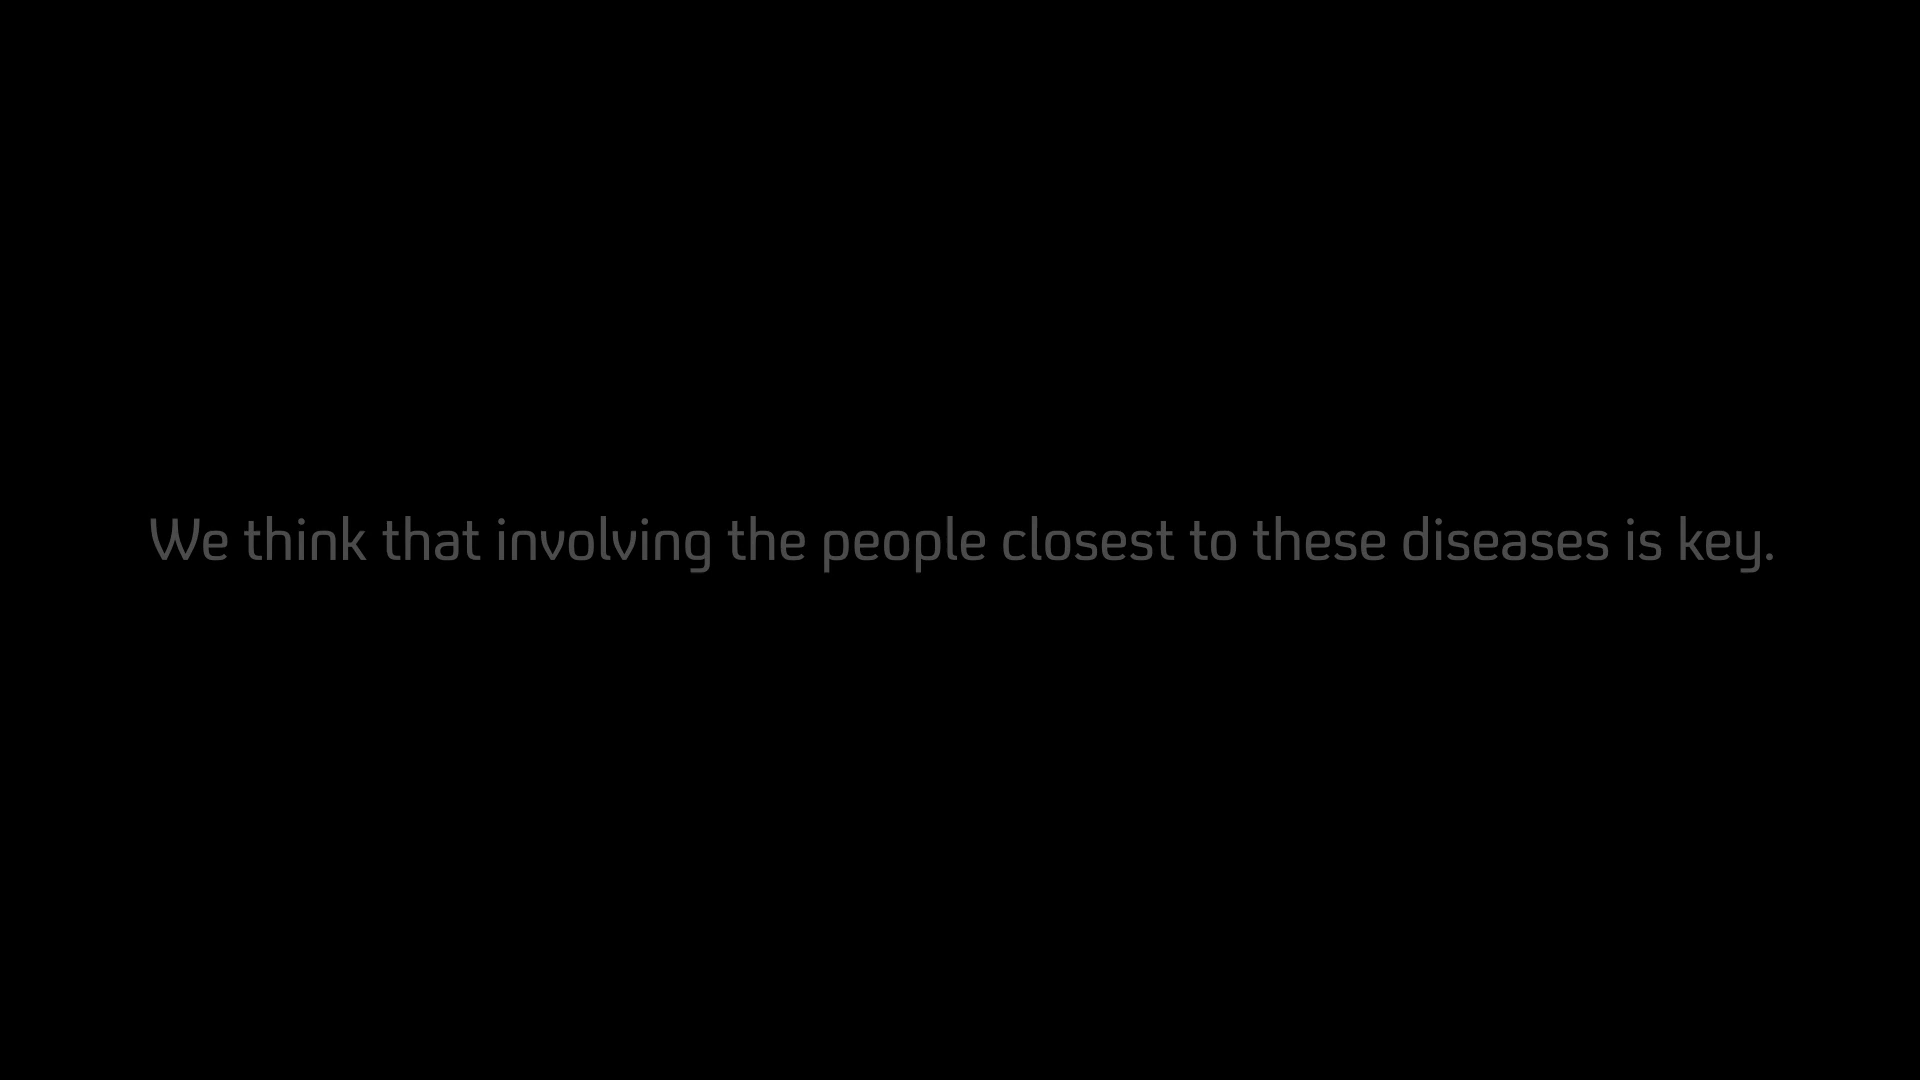 We think that involving the people closest to these diseases is key.